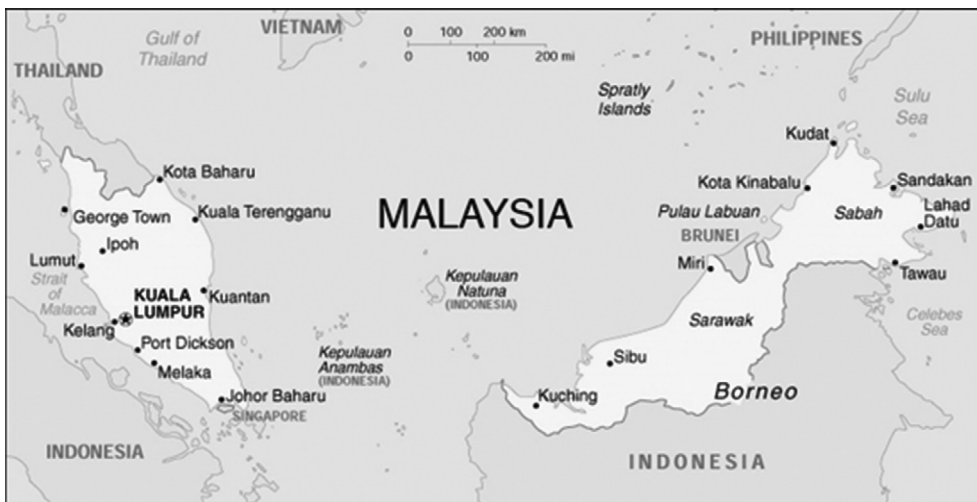 VIETNAM
0 100 200 km
0 100 200 mi
PHILIPPINES
Gulf of
Thailand
THAILAND
Spratly
Islands
Sulu
Sea
Kudat
Kota Baharu
Kota Kinabalu
Sandakan
George Town
Kuala Terengganu
MALAYSIA
Pulau Labuan
Sabah
Lahad
Datu
BRUNEI
Ipoh
Lumut
Miri
Tawau
Strait
of
Malacca
KUALA
LUMPUR
Kuantan
Kepulauan
Natuna
(INDONESIA)
Celebes
Sea
Kelang
Sarawak
Port Dickson
Kepulauan
Anambas
(INDONESIA)
Melaka
Sibu
Johor Baharu
SINGAPORE
Kuching
Borneo
INDONESIA
INDONESIA